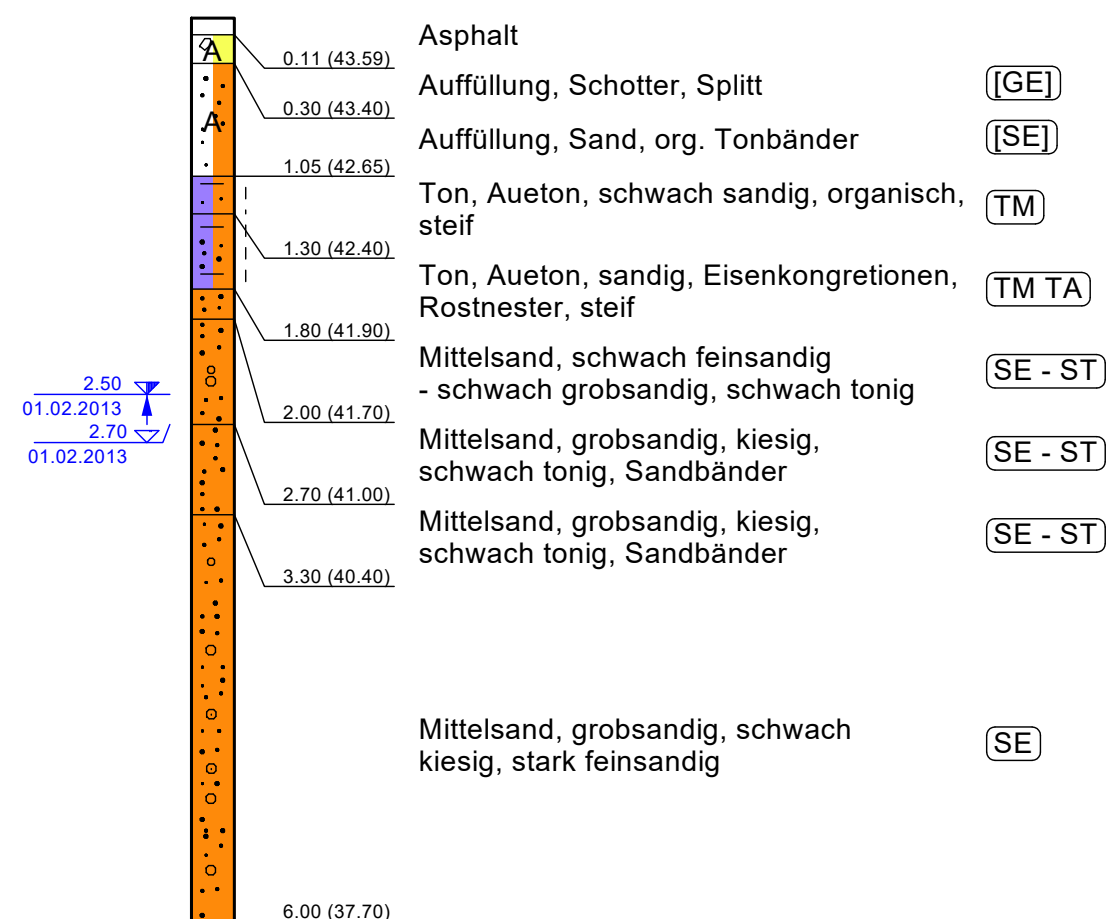 Asphalt
0.11 (43.59)
A
Auffüllung, Schotter, Splitt
[GE]
0.30 (43.40)
A
Auffüllung, Sand, org. Tonbänder
[SE]
1.05 (42.65)
Ton, Aueton, schwach sandig, organisch,
steif
TM
1.30 (42.40)
Ton, Aueton, sandig, Eisenkongretionen,
Rostnester, steif
TM TA
1.80 (41.90)
Mittelsand, schwach feinsandig
- schwach grobsandig, schwach tonig
SE - ST
2.50
01.02.2013
2.00 (41.70)
2.70
01.02.2013
Mittelsand, grobsandig, kiesig,
schwach tonig, Sandbänder
SE - ST
2.70 (41.00)
Mittelsand, grobsandig, kiesig,
schwach tonig, Sandbänder
SE - ST
3.30 (40.40)
Mittelsand, grobsandig, schwach
kiesig, stark feinsandig
SE
6.00 (37.70)